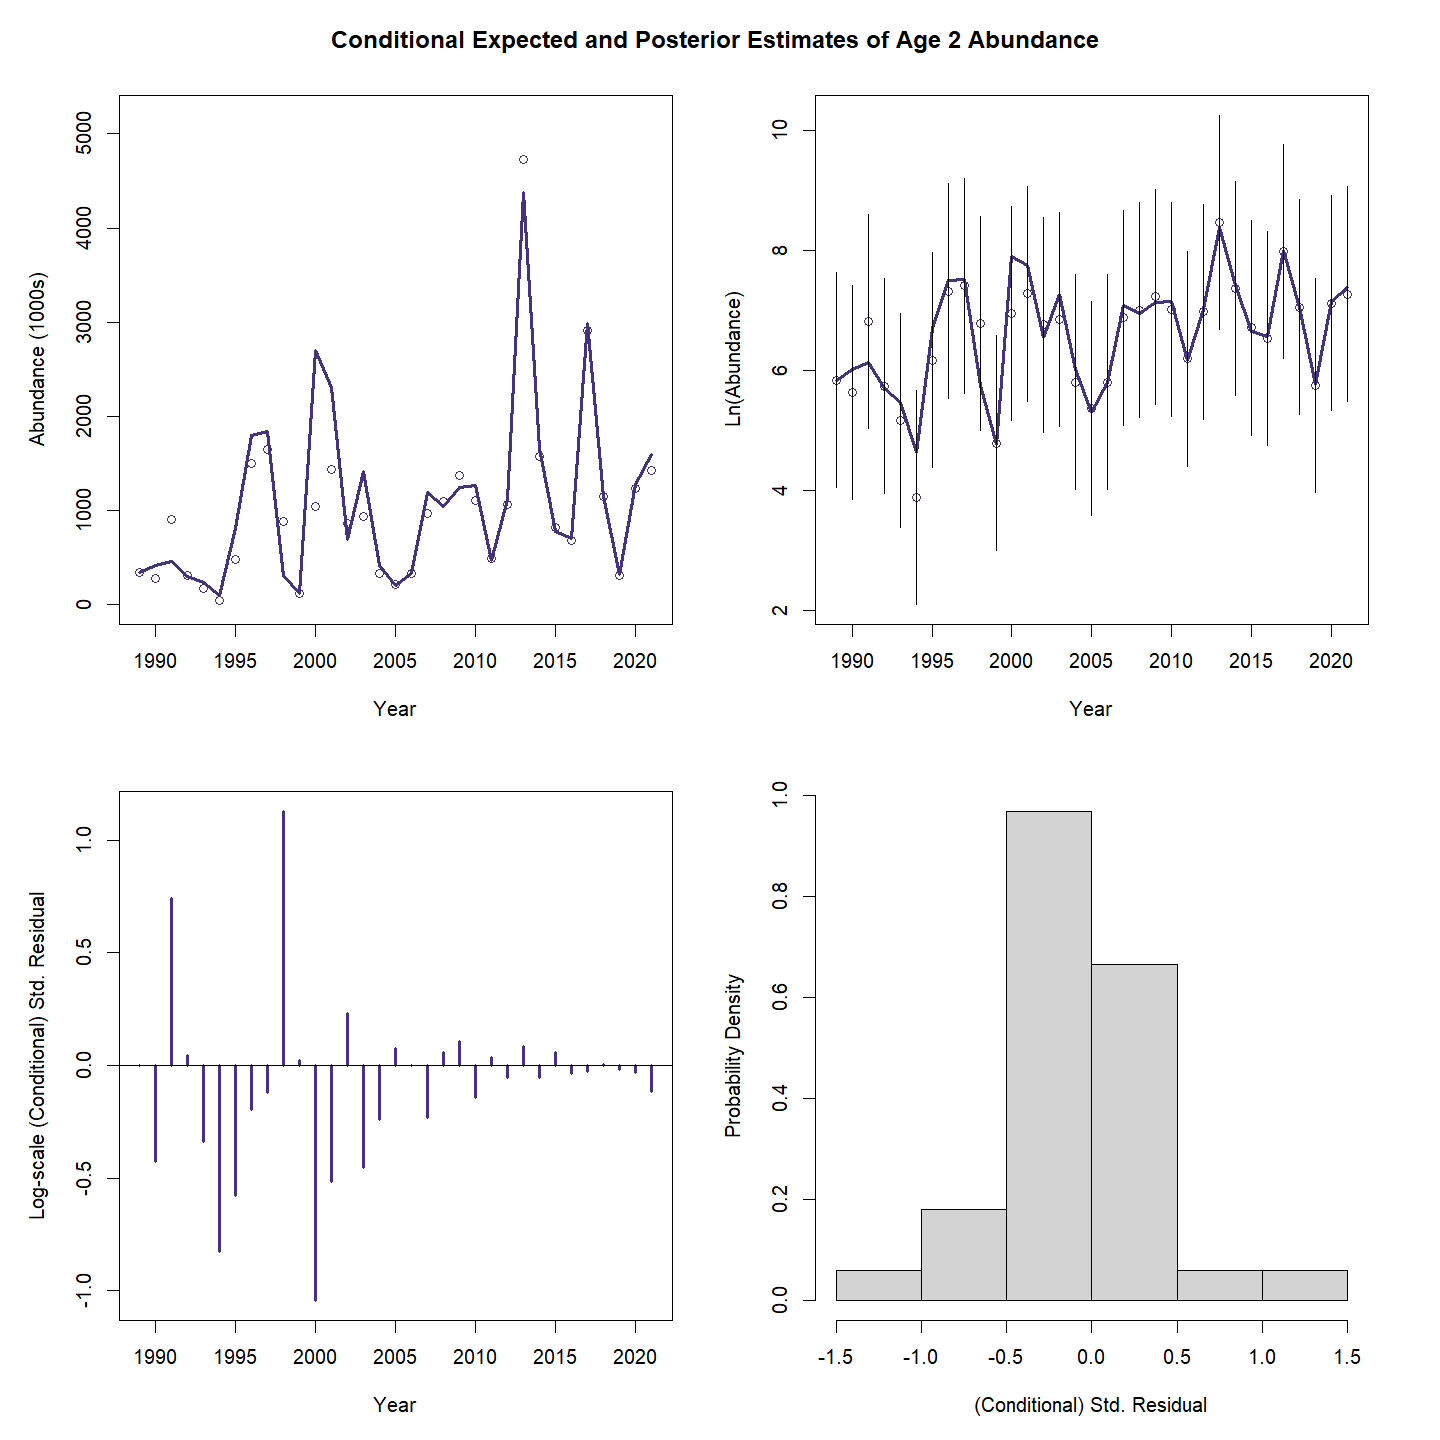 Conditional Expected and Posterior Estimates of Age 2 Abundance
Abundance (1000s)
5000
4000
3000
2000
1000
0
1990 1995 2000 2005 2010 2015 2020
Year
Ln(Abundance)
10
8
6
4
2
1990 1995 2000 2005 2010 2015 2020
Year
Log-scale (Conditional) Std. Residual
1.0
0.5
0.0
-0.5
-1.0
1990 1995 2000 2005 2010 2015 2020
Year
Probability Density
1.0
0.8
0.6
0.4
0.2
0.0
-1.5 -1.0 -0.5 0.0 0.5 1.0 1.5
(Conditional) Std. Residual